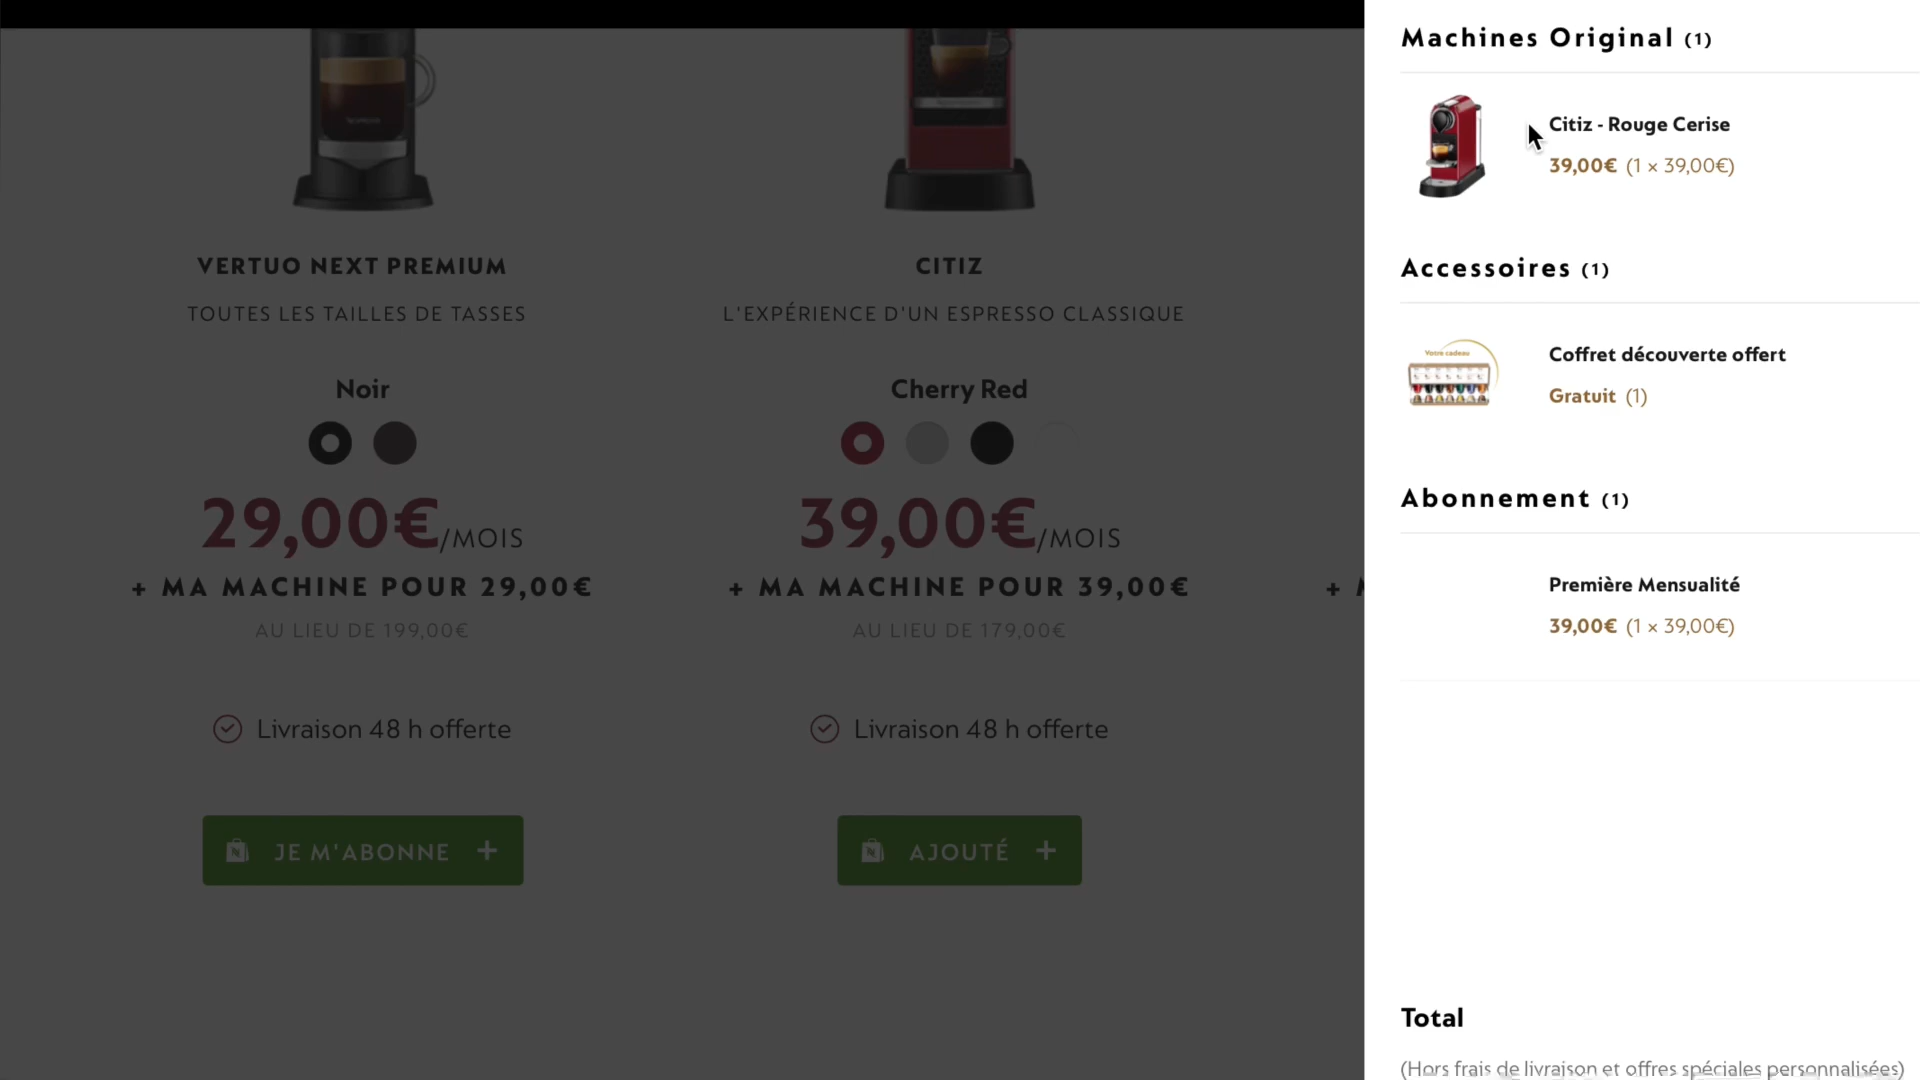 VERTUO NEXT PREMIUM
TOUTES LES TAILLES DE TASSES
Noir
29,00€/MOIS
+ MA MACHINE POUR 29,00€
AU LIEU DE 199,00€
Livraison 48 h offerte
JE M'ABONNE +
CITIZ
L'EXPÉRIENCE D'UN ESPRESSO CLASSIQUE
Cherry Red
39,00€/MOIS
+ MA MACHINE POUR 39,00€
AU LIEU DE 179,00€
Livraison 48 h offerte
AJOUTÉ +
+
Machines Original (1)
Citiz - Rouge Cerise
39,00€ (1 × 39,00€)
Accessoires (1)
Votre cadeau
Coffret découverte offert
Gratuit (1)
Abonnement (1)
Première Mensualité
39,00€ (1 × 39,00€)
Total
(Hors frais de livraison et offres spéciales personnalisées)